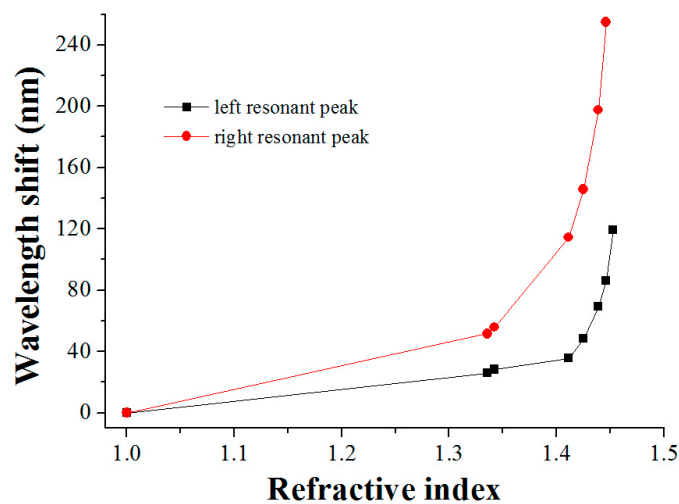 240
200
160
120
80
40
0
Wavelength shift (nm)
left resonant peak
right resonant peak
1.0 1.1 1.2 1.3 1.4 1.5
Refractive index